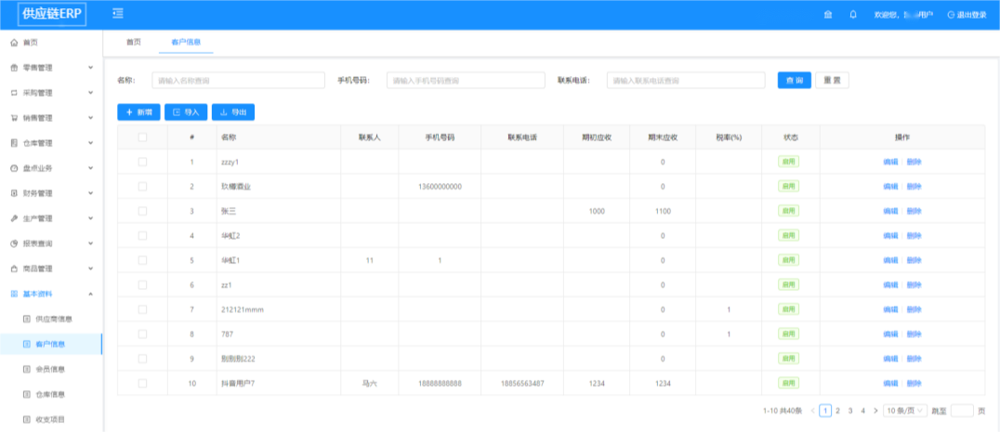 供应链ERP
欢迎您, 用户 退出登录
首页
零售管理
采购管理
销售管理
仓库管理
盘点业务
财务管理
生产管理
报表查询
商品管理
基本资料
供应商信息
客户信息
会员信息
仓库信息
收支项目
首页 客户信息
名称: 请输入名称查询 手机号码: 请输入手机号码查询 联系电话: 请输入联系电话查询 查询 重置
新增 导入 导出
# 名称 联系人 手机号码 联系电话 期初应收 期末应收 税率(%) 状态 操作
1 zzzy1 0 启用 编辑 删除
2 玖樽酒业 13600000000 0 启用 编辑 删除
3 张三 1000 1100 启用 编辑 删除
4 华虹2 0 启用 编辑 删除
5 华虹1 11 1 0 启用 编辑 删除
6 zz1 0 启用 编辑 删除
7 212121mmm 0 1 启用 编辑 删除
8 787 0 1 启用 编辑 删除
9 别别别222 0 启用 编辑 删除
10 抖音用户7 马六 18888888888 18856563487 1234 1234 启用 编辑 删除
1-10 共40条 < 1 2 3 4 > 10 条/页 跳至 页